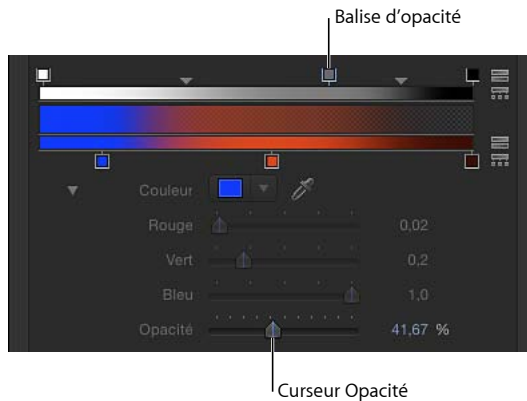 Balise d’opacité
Couleur
Rouge 0,02
Vert 0,2
Bleu 1,0
Opacité 41,67 %
Curseur Opacité